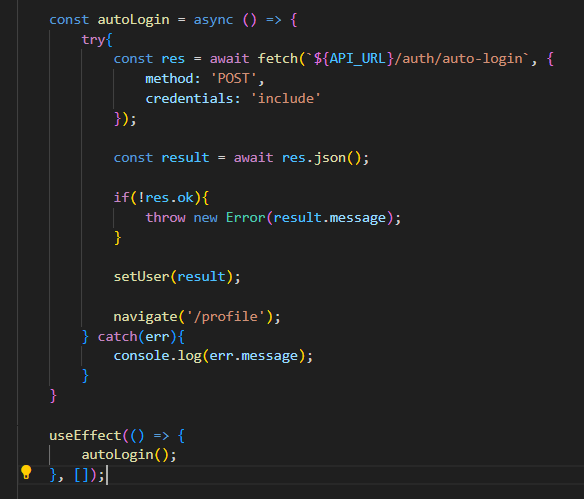 const autoLogin = async () => {
    try{
        const res = await fetch(`${API_URL}/auth/auto-login`, {
            method: 'POST',
            credentials: 'include'
        });

        const result = await res.json();

        if(!res.ok){
            throw new Error(result.message);
        }

        setUser(result);

        navigate('/profile');
    } catch(err){
        console.log(err.message);
    }
}

useEffect(() => {
    autoLogin();
}, []);